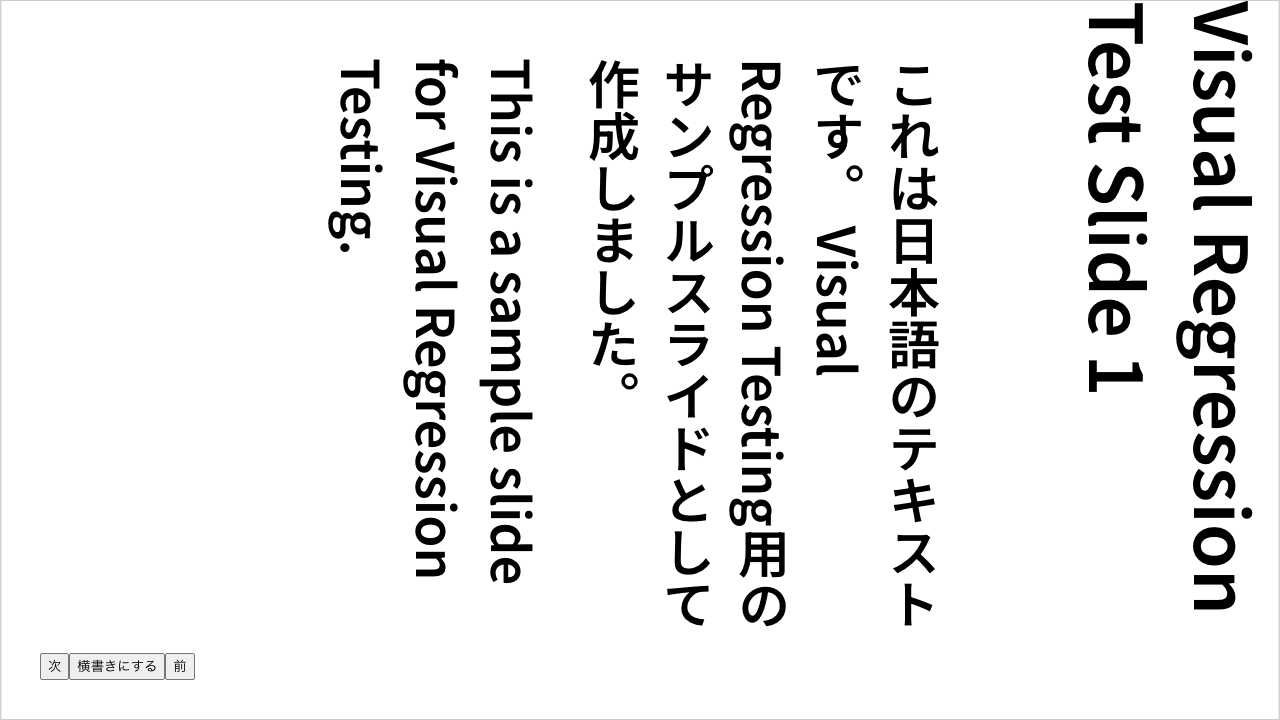 Visual Regression
Test Slide 1
これは日本語のテキスト
です。 Visual
Regression Testing用の
サンプルスライドとして
作成しました。
This is a sample slide
for Visual Regression
Testing.
次
横書きにする
前